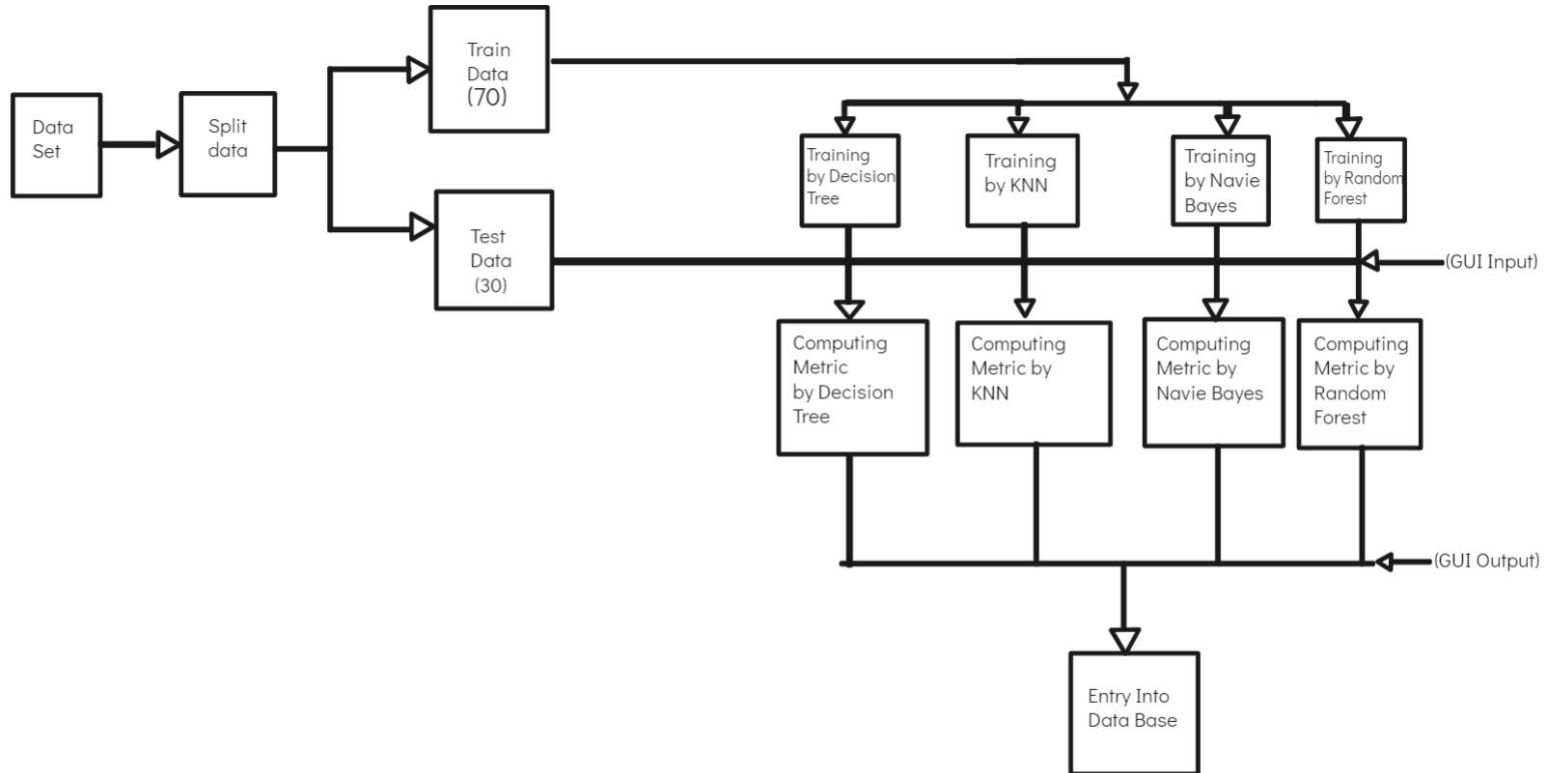 Data
Set
Split
data
Train
Data
(70)
Test
Data
(30)
Training
by Decision
Tree
Training
by KNN
Training
by Navie
Bayes
Training
by Random
Forest
(GUI Input)
Computing
Metric
by Decision
Tree
Computing
Metric by
KNN
Computing
Metric by
Navie Bayes
Computing
Metric by
Random
Forest
(GUI Output)
Entry Into
Data Base